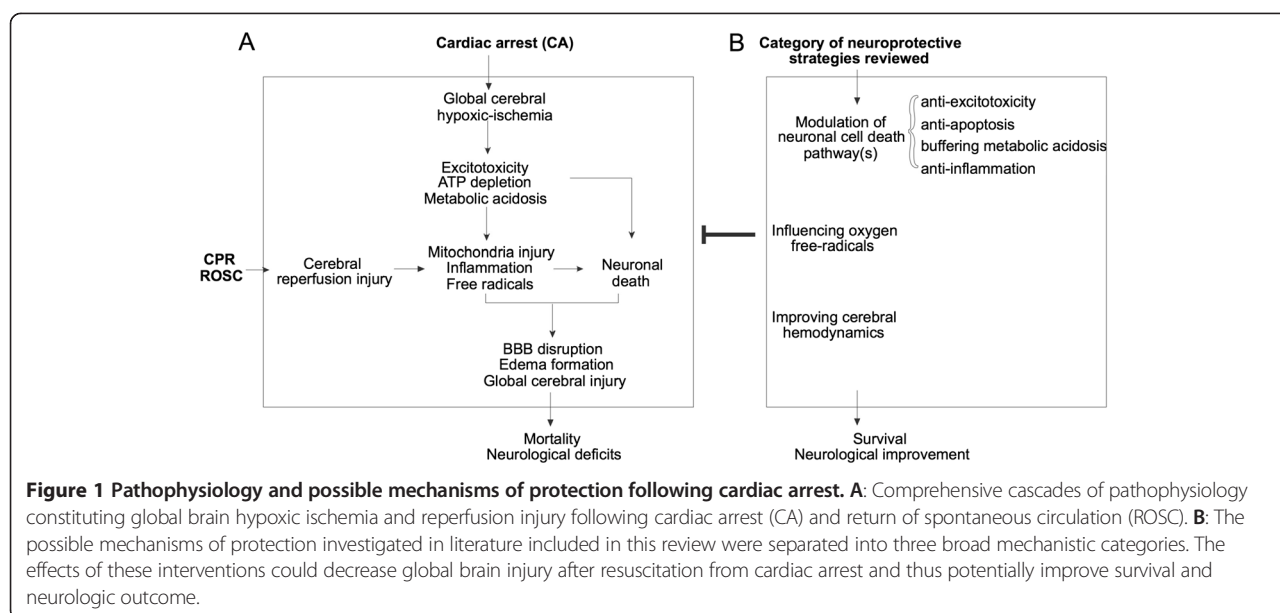 A
Cardiac arrest (CA)
Global cerebral
hypoxic-ischemia
Excitotoxicity
ATP depletion
Metabolic acidosis
CPR
ROSC
Cerebral
reperfusion injury
Mitochondria injury
Inflammation
Free radicals
Neuronal
death
BBB disruption
Edema formation
Global cerebral injury
Mortality
Neurological deficits
B
Category of neuroprotective
strategies reviewed
Modulation of
neuronal cell death
pathway(s)
anti-excitotoxicity
anti-apoptosis
buffering metabolic acidosis
anti-inflammation
Influencing oxygen
free-radicals
Improving cerebral
hemodynamics
Survival
Neurological improvement
Figure 1 Pathophysiology and possible mechanisms of protection following cardiac arrest. A: Comprehensive cascades of pathophysiology
constituting global brain hypoxic ischemia and reperfusion injury following cardiac arrest (CA) and return of spontaneous circulation (ROSC). B: The
possible mechanisms of protection investigated in literature included in this review were separated into three broad mechanistic categories. The
effects of these interventions could decrease global brain injury after resuscitation from cardiac arrest and thus potentially improve survival and
neurologic outcome.